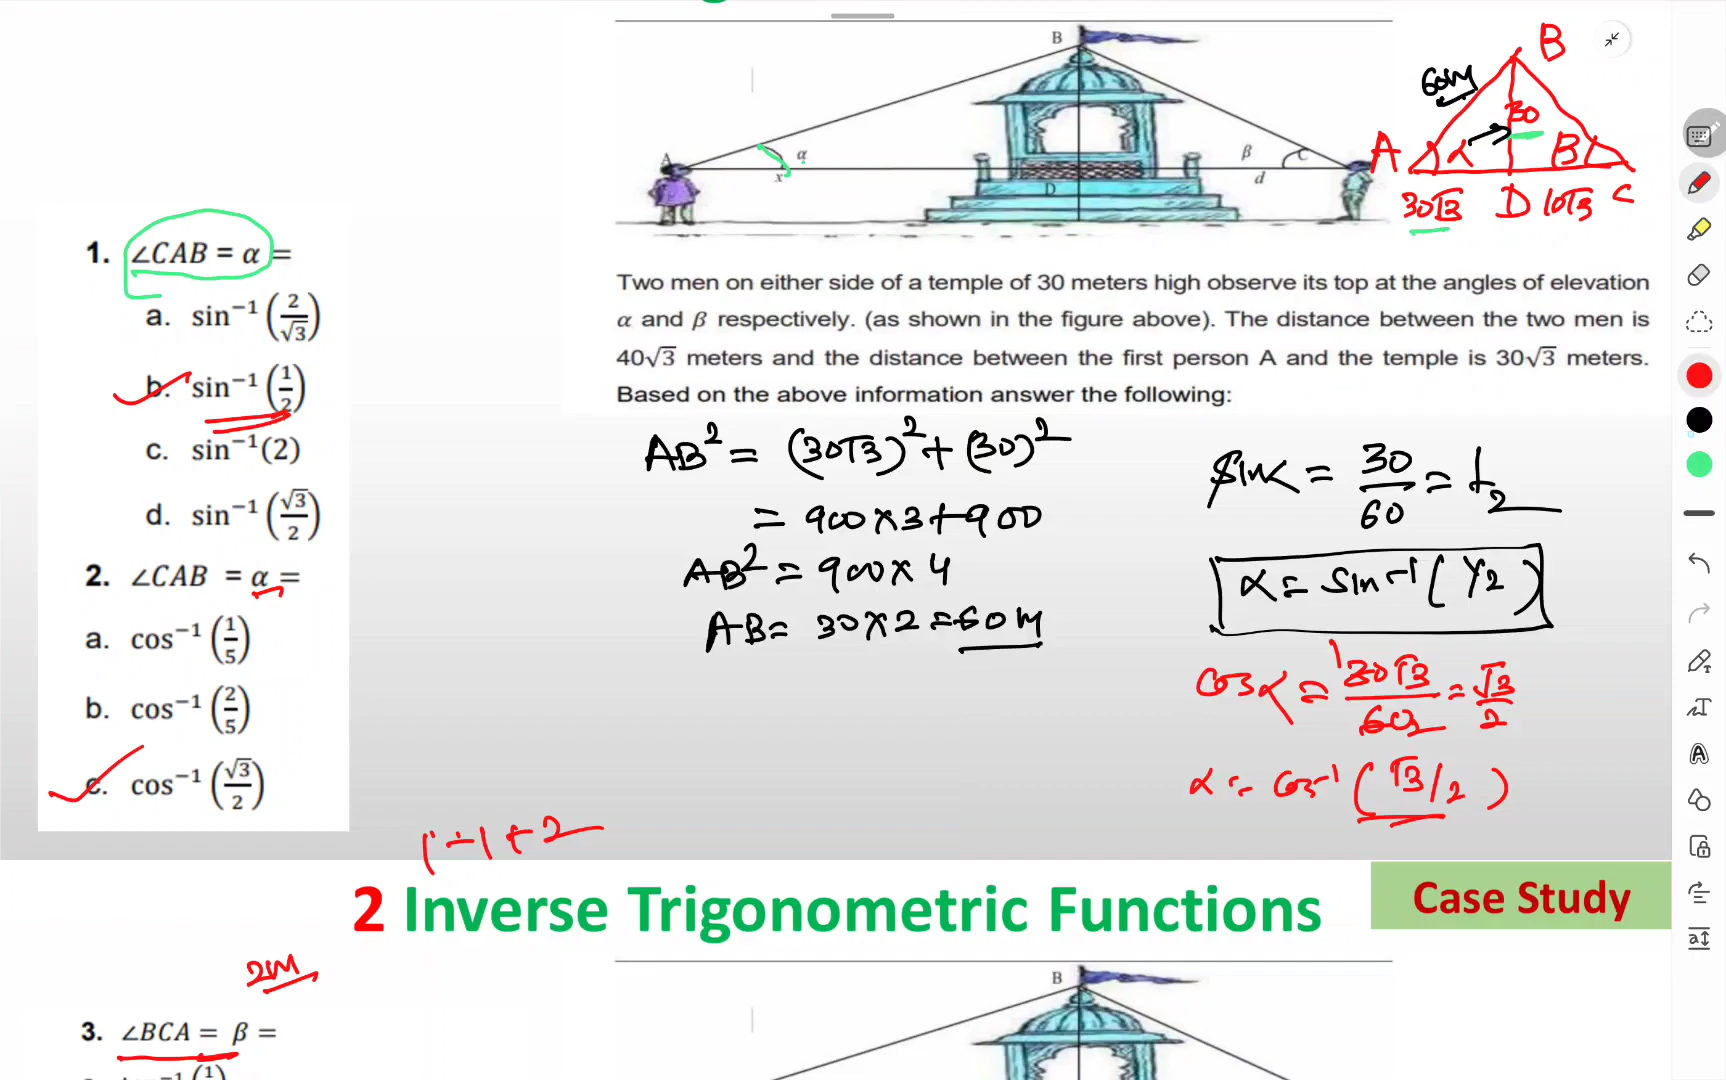 B
A
α
x
β
C
d
D
B
60M
30
A
α
B
30√3
D
10√3
C
1. ∠CAB = α =
a. sin⁻¹(2/√3)
b. sin⁻¹(1/2)
c. sin⁻¹(2)
d. sin⁻¹(√3/2)
2. ∠CAB = α =
a. cos⁻¹(1/5)
b. cos⁻¹(2/5)
c. cos⁻¹(√3/2)
Two men on either side of a temple of 30 meters high observe its top at the angles of elevation
α and β respectively. (as shown in the figure above). The distance between the two men is
40√3 meters and the distance between the first person A and the temple is 30√3 meters.
Based on the above information answer the following:
AB² = (30√3)² + (30)²
= 900×3+900
AB² = 900×4
AB = 30×2 = 60M
sinα = 30/60 = 1/2
α = sin⁻¹(1/2)
cosα = 30√3/60 = √3/2
α = cos⁻¹(√3/2)
2 Inverse Trigonometric Functions
Case Study
2M
3. ∠BCA = β =
B